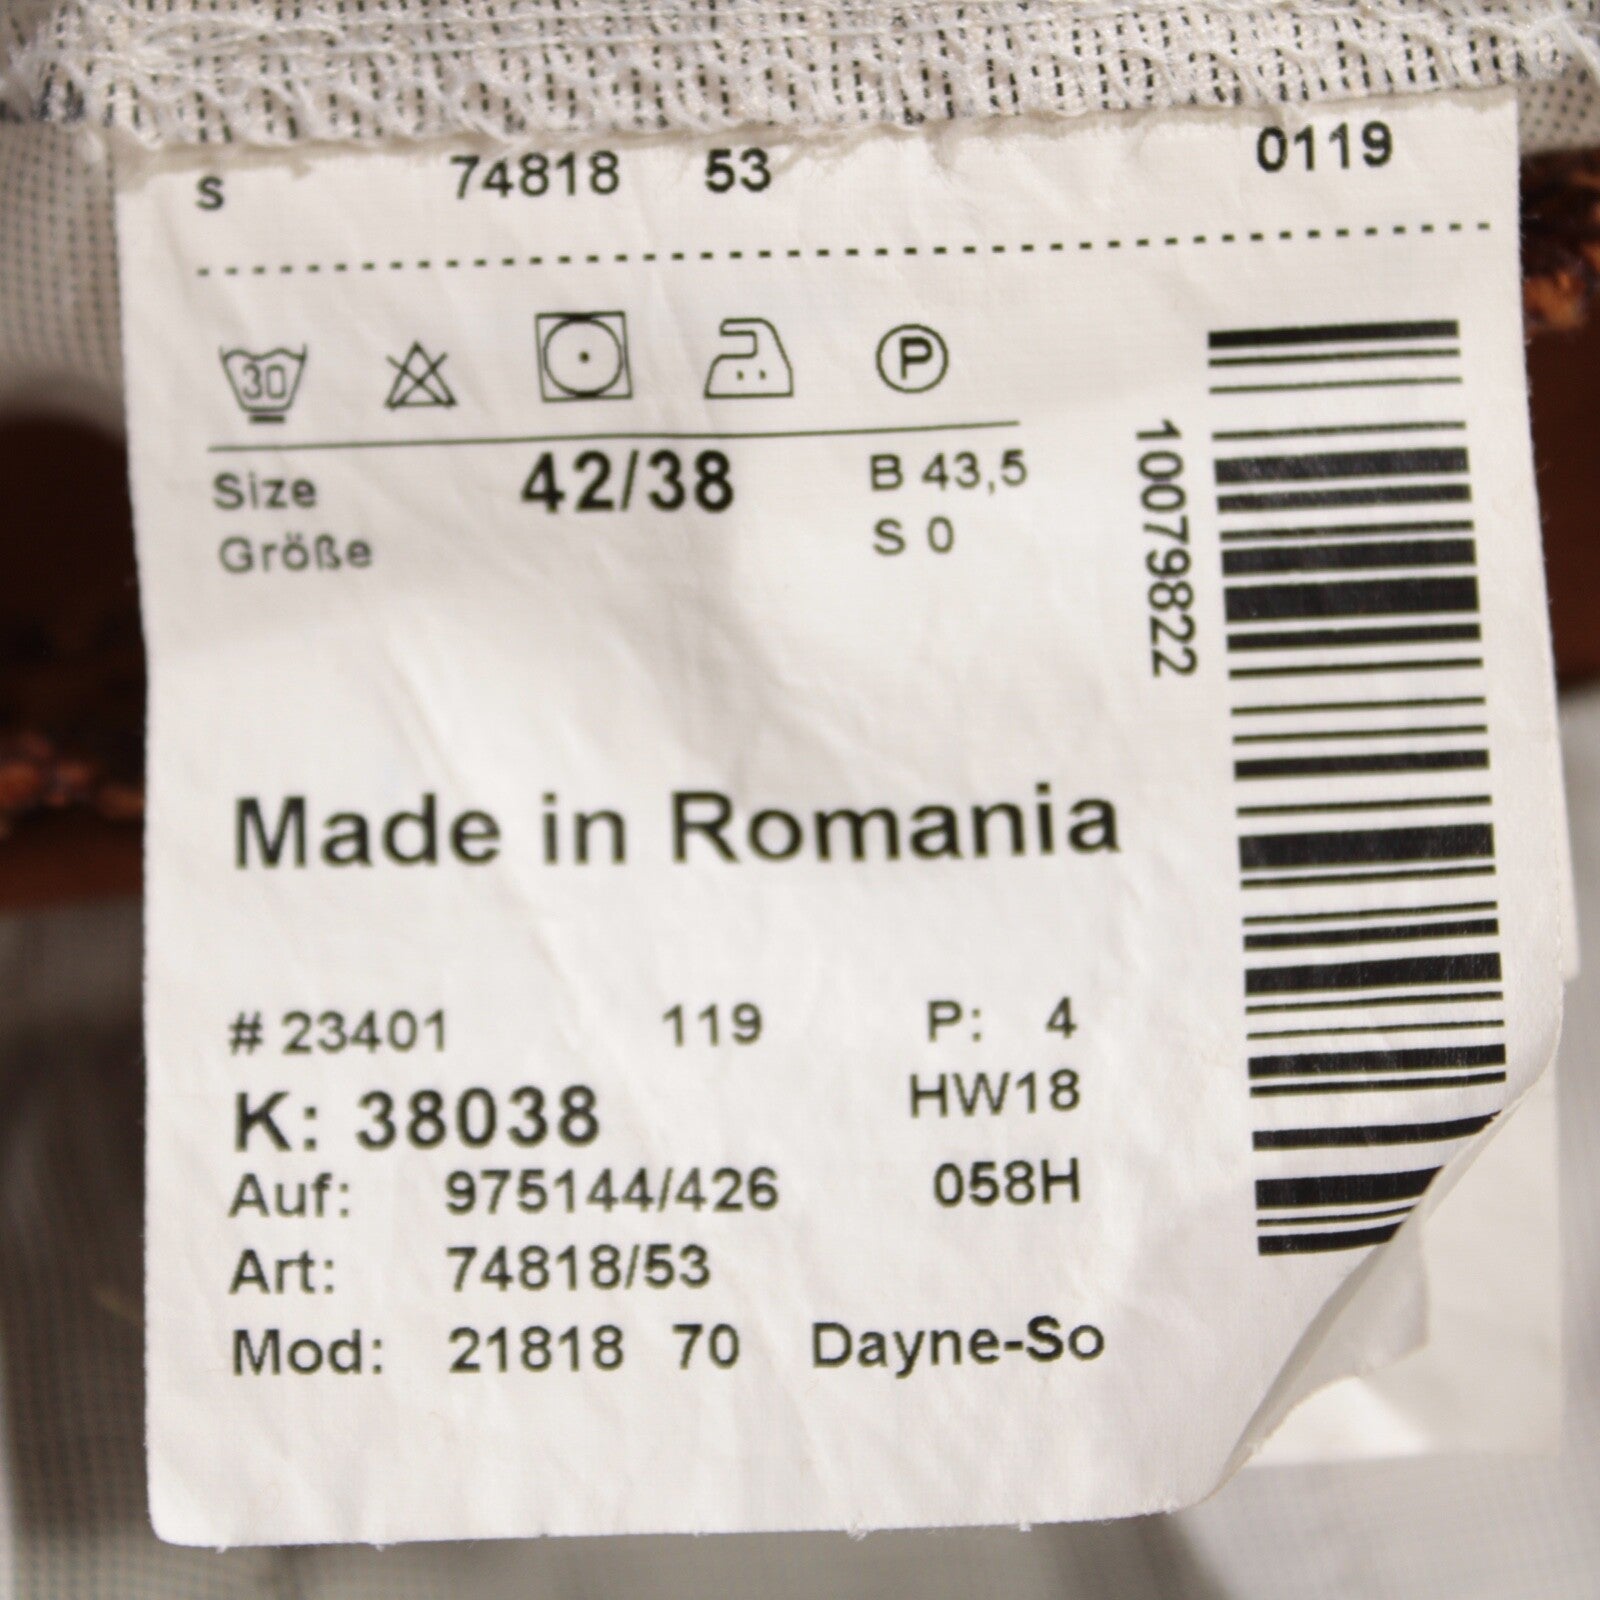 S 74818 53 0119
30 P
Size 42/38 B 43,5
Größe S 0
10079822
Made in Romania
# 23401 119 P: 4
K: 38038 HW18
Auf: 975144/426 058H
Art: 74818/53
Mod: 21818 70 Dayne-So